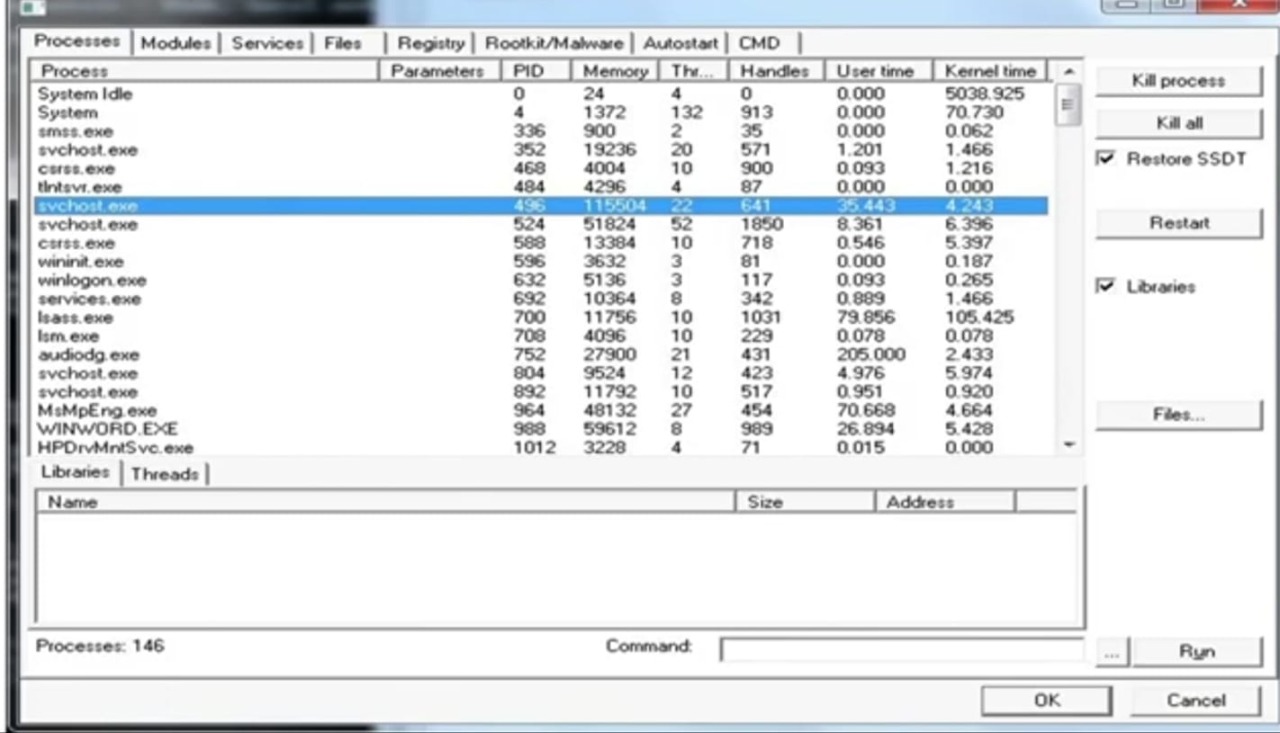 Processes Modules Services Files Registry Rootkit/Malware Autostart CMD
Process Parameters PID Memory Thr... Handles User time Kernel time
System Idle 0 24 4 0 0.000 5038.925
System 4 1372 132 913 0.000 70.730
smss.exe 336 900 2 35 0.000 0.062
svchost.exe 352 19236 20 571 1.201 1.466
csrss.exe 468 4004 10 900 0.093 1.216
tlntsvr.exe 484 4296 4 87 0.000 0.000
svchost.exe 496 115504 22 641 35.443 4.243
svchost.exe 524 51824 52 1850 8.361 6.396
csrss.exe 588 13384 10 718 0.546 5.397
wininit.exe 596 3632 3 81 0.000 0.187
winlogon.exe 632 5136 3 117 0.093 0.265
services.exe 692 10364 8 342 0.889 1.466
lsass.exe 700 11756 10 1031 79.856 105.425
lsm.exe 708 4096 10 229 0.078 0.078
audiodg.exe 752 27900 21 431 205.000 2.433
svchost.exe 804 9524 12 423 4.976 5.974
svchost.exe 892 11792 10 517 0.951 0.920
MsMpEng.exe 964 48132 27 454 70.668 4.664
WINWORD.EXE 988 59612 8 989 26.894 5.428
HPDrvMntSvc.exe 1012 3228 4 71 0.015 0.000
Kill process
Kill all
Restore SSDT
Restart
Libraries
Files...
Libraries Threads
Name Size Address
Processes: 146 Command: ... Run
OK Cancel